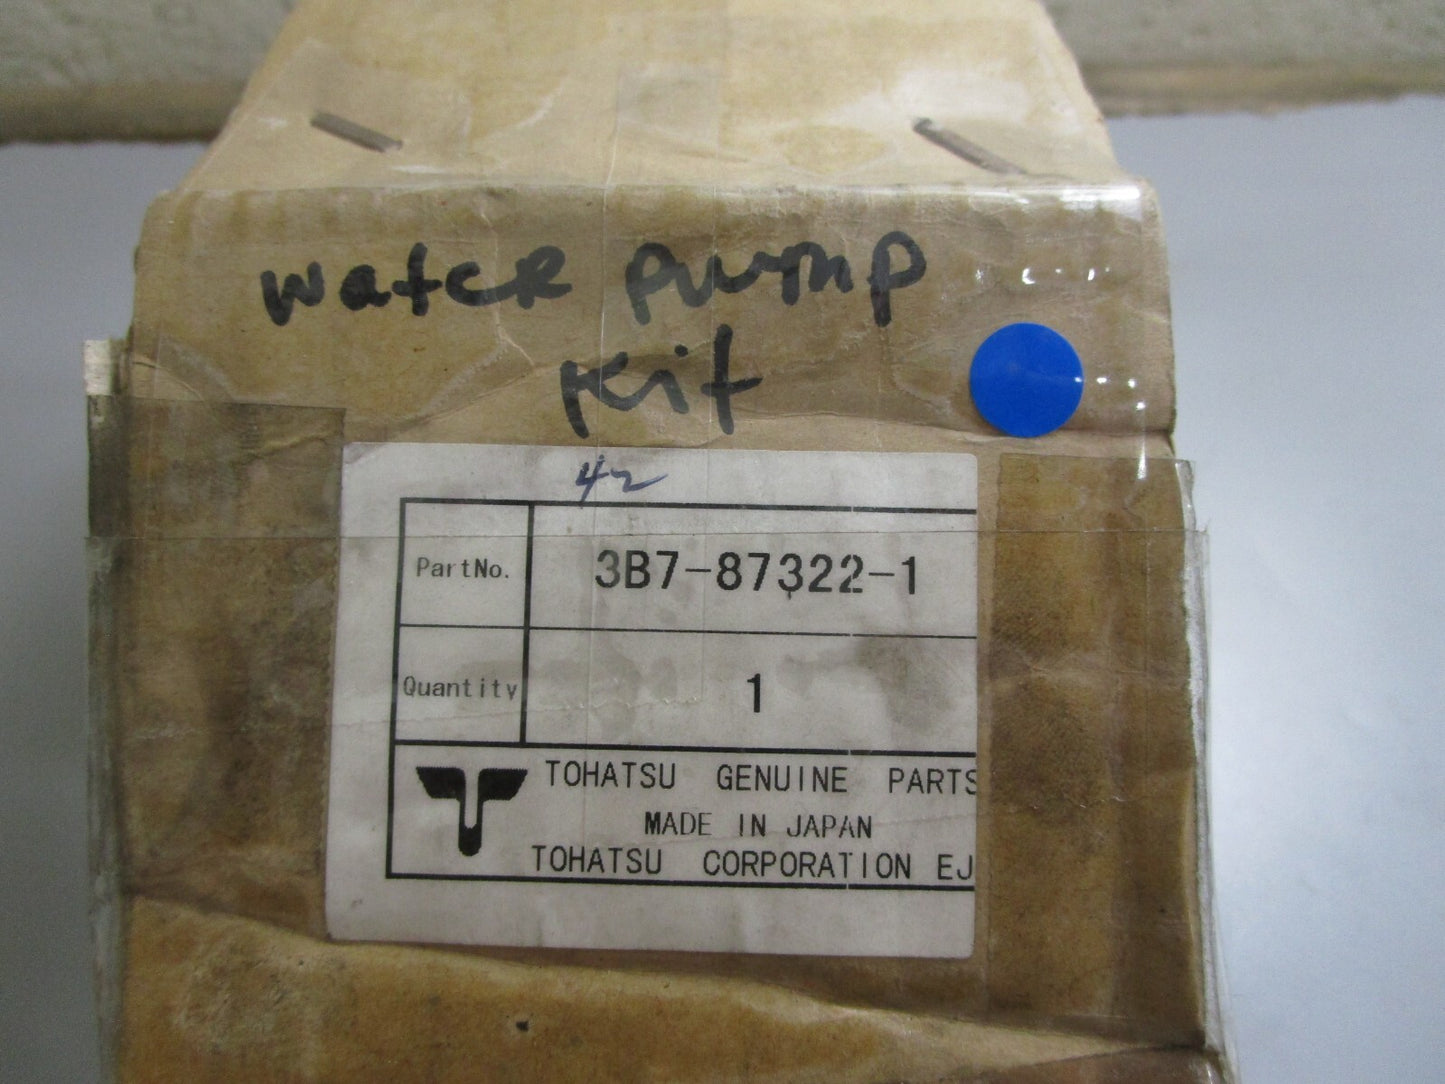 water pump
Kit
42
PartNo. 3B7-87322-1
Quantity 1
TOHATSU GENUINE PARTS
MADE IN JAPAN
TOHATSU CORPORATION EJ